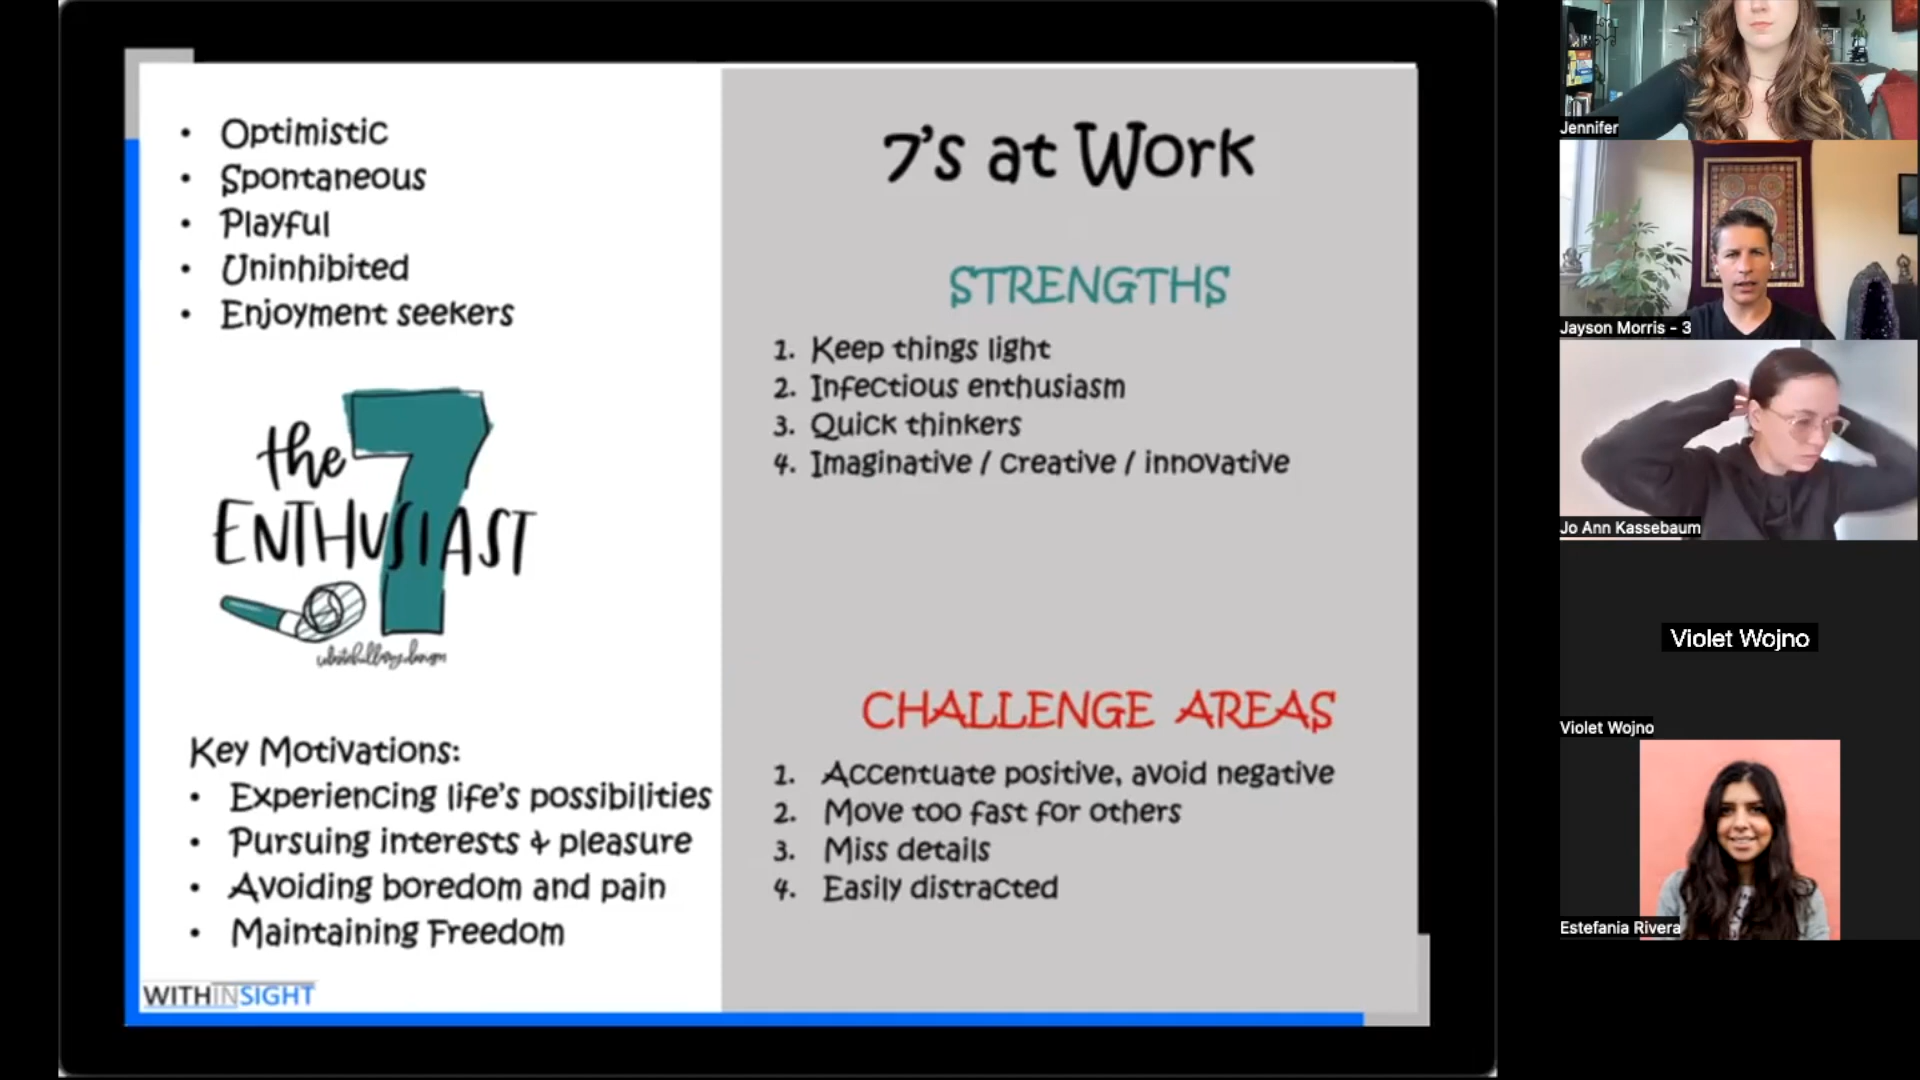 • Optimistic
• Spontaneous
• Playful
• Uninhibited
• Enjoyment seekers
the 7
ENTHUSIAST
Key Motivations:
• Experiencing life's possibilities
• Pursuing interests & pleasure
• Avoiding boredom and pain
• Maintaining Freedom
WITHINSIGHT
7's at Work
STRENGTHS
1. Keep things light
2. Infectious enthusiasm
3. Quick thinkers
4. Imaginative / creative / innovative
CHALLENGE AREAS
1. Accentuate positive, avoid negative
2. Move too fast for others
3. Miss details
4. Easily distracted
Jennifer
Jayson Morris - 3
Jo Ann Kassebaum
Violet Wojno
Violet Wojno
Estefania Rivera